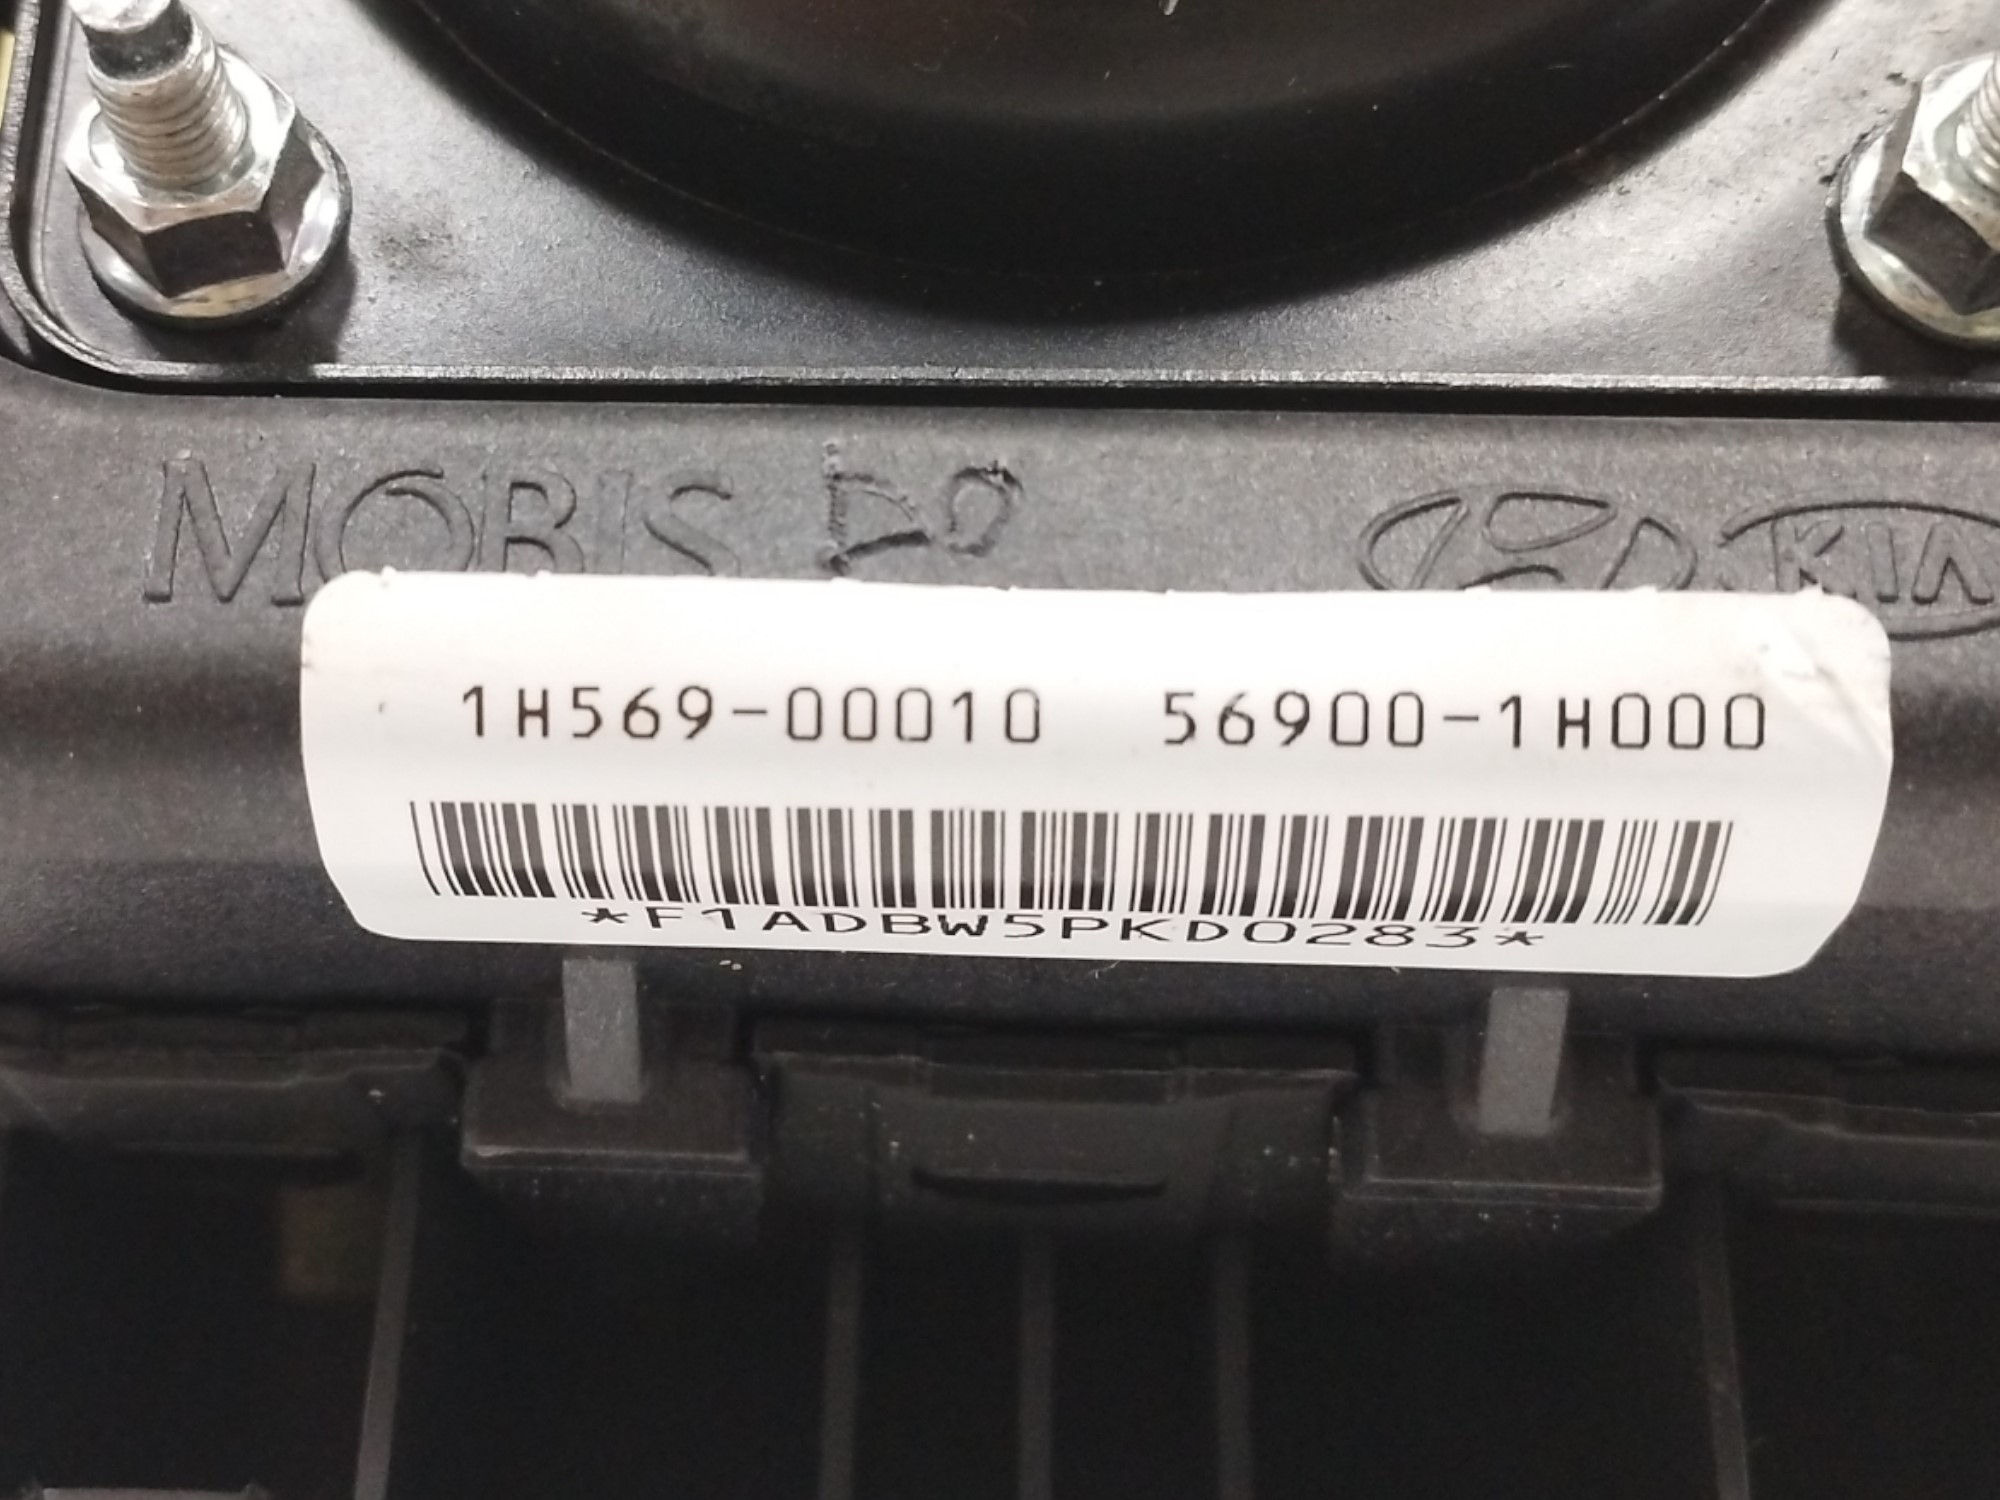 MOBIS KIA
1H569-00010 56900-1H000
*F1ADBW5PKD0283*